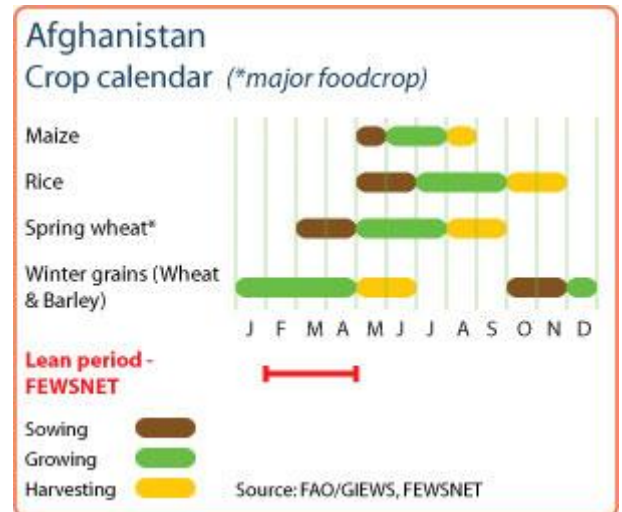 Afghanistan
Crop calendar (*major foodcrop)
Maize
Rice
Spring wheat*
Winter grains (Wheat
& Barley)
J F M A M J J A S O N D
Lean period -
FEWSNET
Sowing
Growing
Harvesting
Source: FAO/GIEWS, FEWSNET